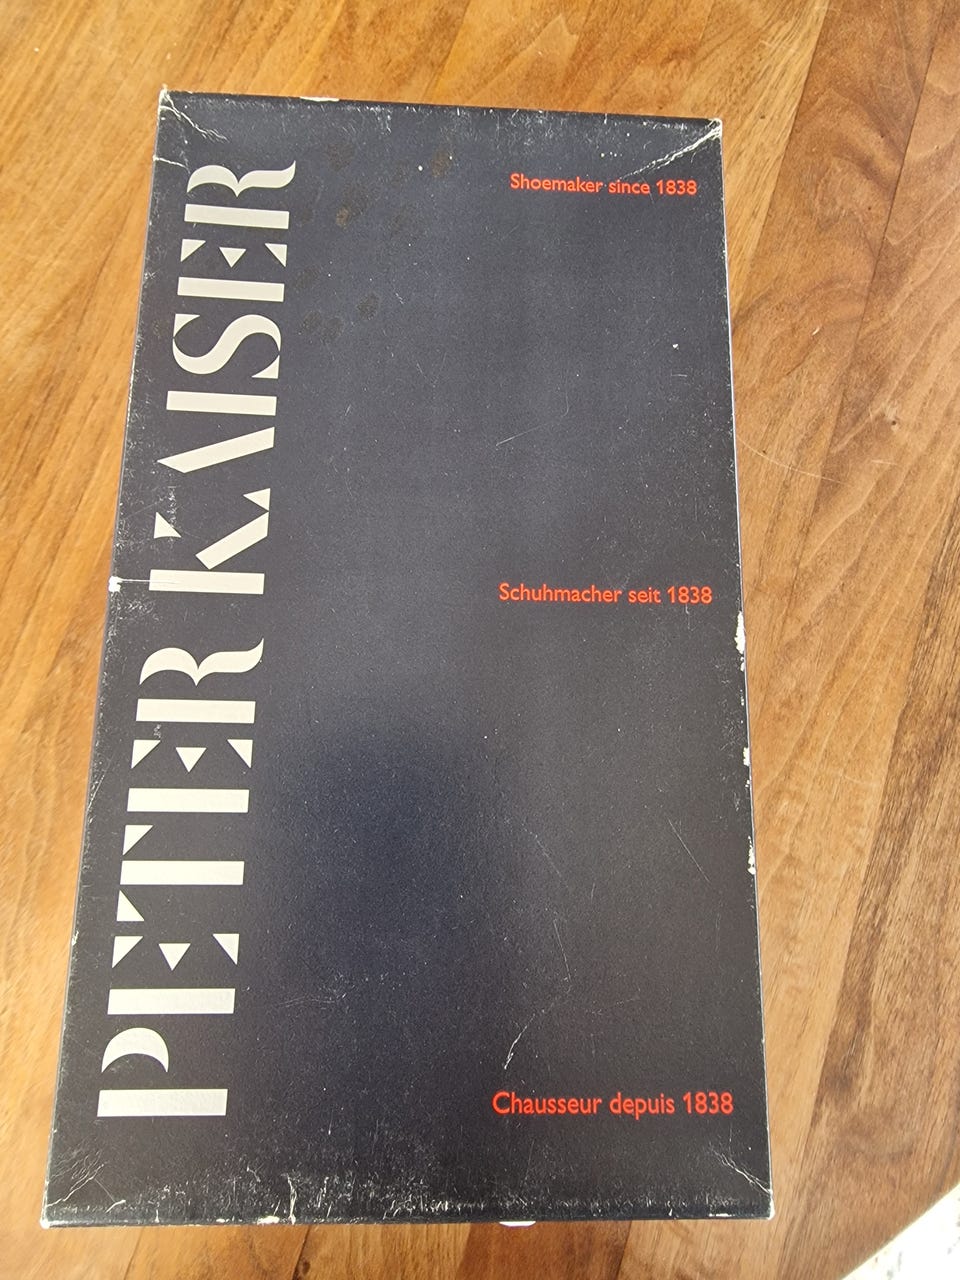 PETER KAISER
Shoemaker since 1838
Schuhmacher seit 1838
Chausseur depuis 1838